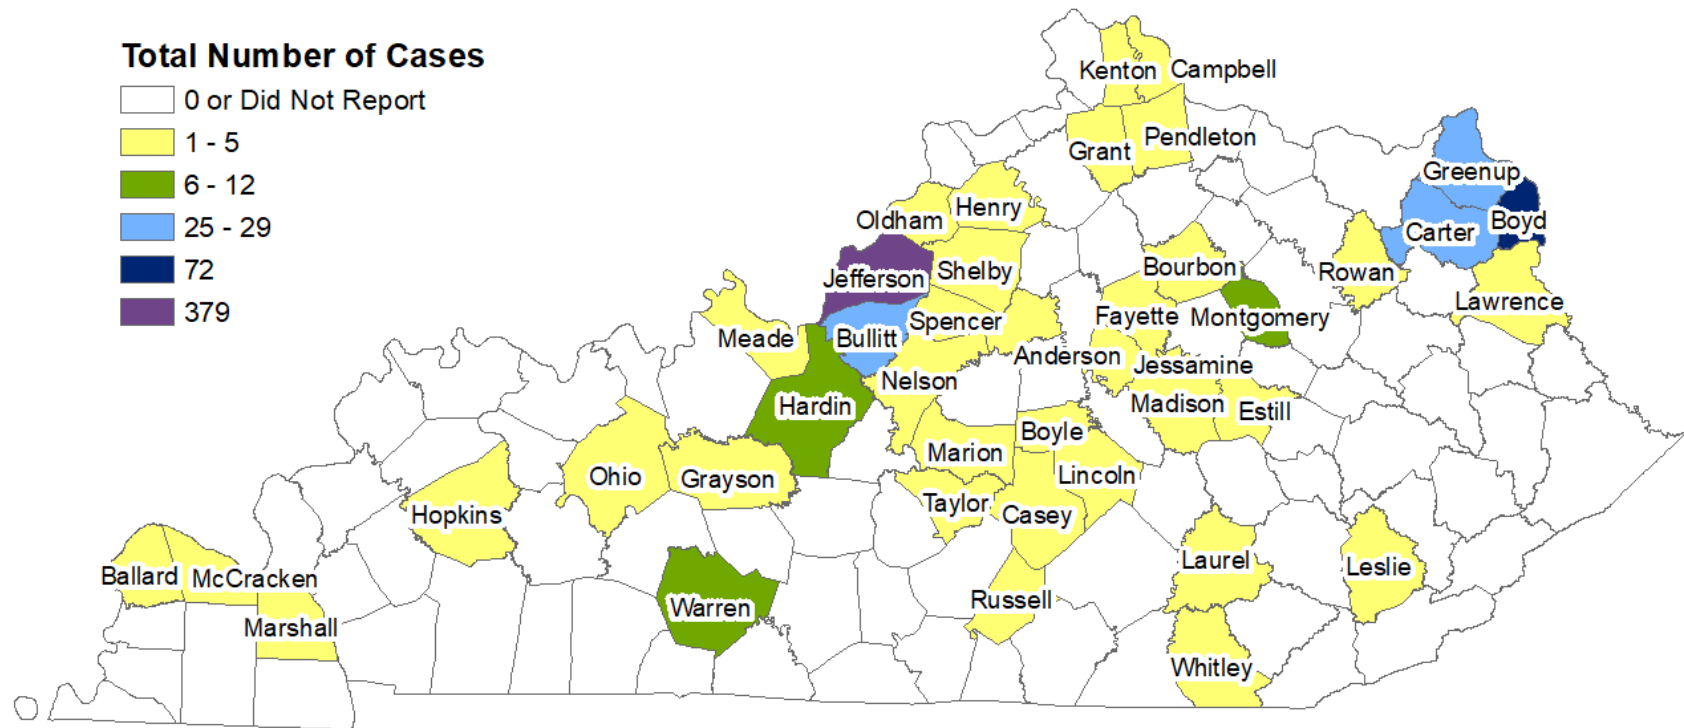 Total Number of Cases
0 or Did Not Report
1 - 5
6 - 12
25 - 29
72
379
Kenton
Campbell
Grant
Pendleton
Greenup
Carter
Boyd
Oldham
Henry
Jefferson
Shelby
Bourbon
Rowan
Lawrence
Meade
Bullitt
Spencer
Fayette
Montgomery
Anderson
Jessamine
Nelson
Hardin
Madison
Estill
Boyle
Marion
Lincoln
Ohio
Grayson
Taylor
Casey
Hopkins
Laurel
Leslie
Ballard
McCracken
Russell
Warren
Marshall
Whitley